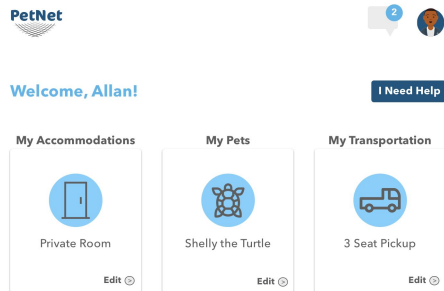 PetNet
2
Welcome, Allan!
I Need Help
My Accommodations
My Pets
My Transportation
Private Room
Shelly the Turtle
3 Seat Pickup
Edit
Edit
Edit